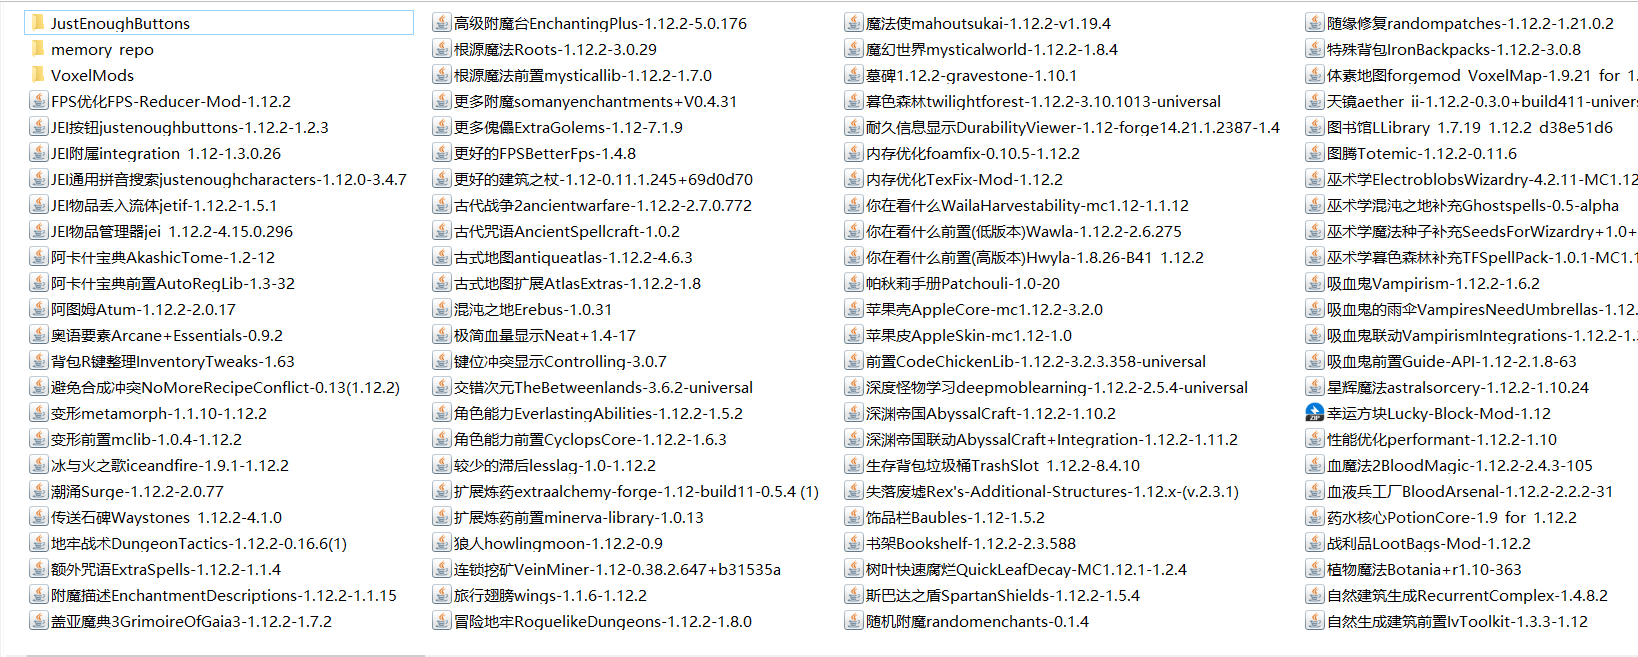 JustEnoughButtons
memory repo
VoxelMods
FPS优化FPS-Reducer-Mod-1.12.2
JEI按钮justenoughbuttons-1.12.2-1.2.3
JEI附属integration 1.12-1.3.0.26
JEI通用拼音搜索justenoughcharacters-1.12.0-3.4.7
JEI物品丢入流体jetif-1.12.2-1.5.1
JEI物品管理器jei 1.12.2-4.15.0.296
阿卡什宝典AkashicTome-1.2-12
阿卡什宝典前置AutoRegLib-1.3-32
阿图姆Atum-1.12.2-2.0.17
奥语要素Arcane+Essentials-0.9.2
背包R键整理InventoryTweaks-1.63
避免合成冲突NoMoreRecipeConflict-0.13(1.12.2)
变形metamorph-1.1.10-1.12.2
变形前置mclib-1.0.4-1.12.2
冰与火之歌iceandfire-1.9.1-1.12.2
潮涌Surge-1.12.2-2.0.77
传送石碑Waystones 1.12.2-4.1.0
地牢战术DungeonTactics-1.12.2-0.16.6(1)
额外咒语ExtraSpells-1.12.2-1.1.4
附魔描述EnchantmentDescriptions-1.12.2-1.1.15
盖亚魔典3GrimoireOfGaia3-1.12.2-1.7.2
高级附魔台EnchantingPlus-1.12.2-5.0.176
根源魔法Roots-1.12.2-3.0.29
根源魔法前置mysticallib-1.12.2-1.7.0
更多附魔somanyenchantments+V0.4.31
更多傀儡ExtraGolems-1.12-7.1.9
更好的FPSBetterFps-1.4.8
更好的建筑之杖-1.12-0.11.1.245+69d0d70
古代战争2ancientwarfare-1.12.2-2.7.0.772
古代咒语AncientSpellcraft-1.0.2
古式地图antiqueatlas-1.12.2-4.6.3
古式地图扩展AtlasExtras-1.12.2-1.8
混沌之地Erebus-1.0.31
极简血量显示Neat+1.4-17
键位冲突显示Controlling-3.0.7
交错次元TheBetweenlands-3.6.2-universal
角色能力EverlastingAbilities-1.12.2-1.5.2
角色能力前置CyclopsCore-1.12.2-1.6.3
较少的滞后lesslag-1.0-1.12.2
扩展炼药extraalchemy-forge-1.12-build11-0.5.4 (1)
扩展炼药前置minerva-library-1.0.13
狼人howlingmoon-1.12.2-0.9
连锁挖矿VeinMiner-1.12-0.38.2.647+b31535a
旅行翅膀wings-1.1.6-1.12.2
冒险地牢RoguelikeDungeons-1.12.2-1.8.0
魔法使mahoutsukai-1.12.2-v1.19.4
魔幻世界mysticalworld-1.12.2-1.8.4
墓碑1.12.2-gravestone-1.10.1
暮色森林twilightforest-1.12.2-3.10.1013-universal
耐久信息显示DurabilityViewer-1.12-forge14.21.1.2387-1.4
内存优化foamfix-0.10.5-1.12.2
内存优化TexFix-Mod-1.12.2
你在看什么WailaHarvestability-mc1.12-1.1.12
你在看什么前置(低版本)Wawla-1.12.2-2.6.275
你在看什么前置(高版本)Hwyla-1.8.26-B41 1.12.2
帕秋莉手册Patchouli-1.0-20
苹果壳AppleCore-mc1.12.2-3.2.0
苹果皮AppleSkin-mc1.12-1.0
前置CodeChickenLib-1.12.2-3.2.3.358-universal
深度怪物学习deepmoblearning-1.12.2-2.5.4-universal
深渊帝国AbyssalCraft-1.12.2-1.10.2
深渊帝国联动AbyssalCraft+Integration-1.12.2-1.11.2
生存背包垃圾桶TrashSlot 1.12.2-8.4.10
失落废墟Rex's-Additional-Structures-1.12.x-(v.2.3.1)
饰品栏Baubles-1.12-1.5.2
书架Bookshelf-1.12.2-2.3.588
树叶快速腐烂QuickLeafDecay-MC1.12.1-1.2.4
斯巴达之盾SpartanShields-1.12.2-1.5.4
随机附魔randomenchants-0.1.4
随缘修复randompatches-1.12.2-1.21.0.2
特殊背包IronBackpacks-1.12.2-3.0.8
体素地图forgemod VoxelMap-1.9.21 for 1.
天镜aether ii-1.12.2-0.3.0+build411-univers
图书馆LLibrary 1.7.19 1.12.2 d38e51d6
图腾Totemic-1.12.2-0.11.6
巫术学ElectroblobsWizardry-4.2.11-MC1.12
巫术学混沌之地补充Ghostspells-0.5-alpha
巫术学魔法种子补充SeedsForWizardry+1.0+
巫术学暮色森林补充TFSpellPack-1.0.1-MC1.1
吸血鬼Vampirism-1.12.2-1.6.2
吸血鬼的雨伞VampiresNeedUmbrellas-1.12.
吸血鬼联动VampirismIntegrations-1.12.2-1.
吸血鬼前置Guide-API-1.12-2.1.8-63
星辉魔法astralsorcery-1.12.2-1.10.24
幸运方块Lucky-Block-Mod-1.12
性能优化performant-1.12.2-1.10
血魔法2BloodMagic-1.12.2-2.4.3-105
血液兵工厂BloodArsenal-1.12.2-2.2.2-31
药水核心PotionCore-1.9 for 1.12.2
战利品LootBags-Mod-1.12.2
植物魔法Botania+r1.10-363
自然建筑生成RecurrentComplex-1.4.8.2
自然生成建筑前置IvToolkit-1.3.3-1.12